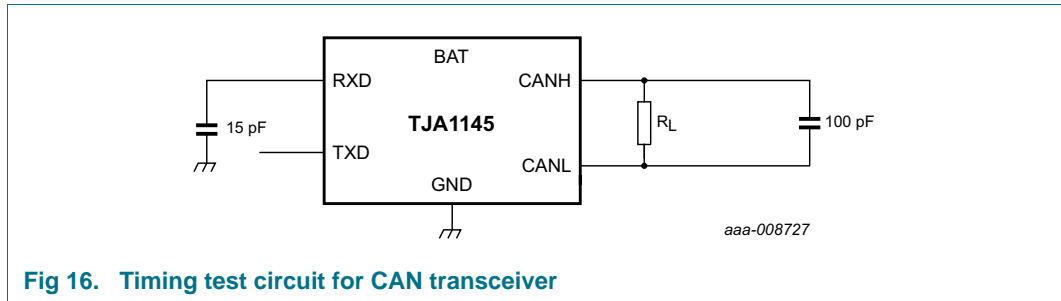 BAT
RXD
CANH
TJA1145
RL
15 pF
100 pF
TXD
CANL
GND
aaa-008727
Fig 16. Timing test circuit for CAN transceiver